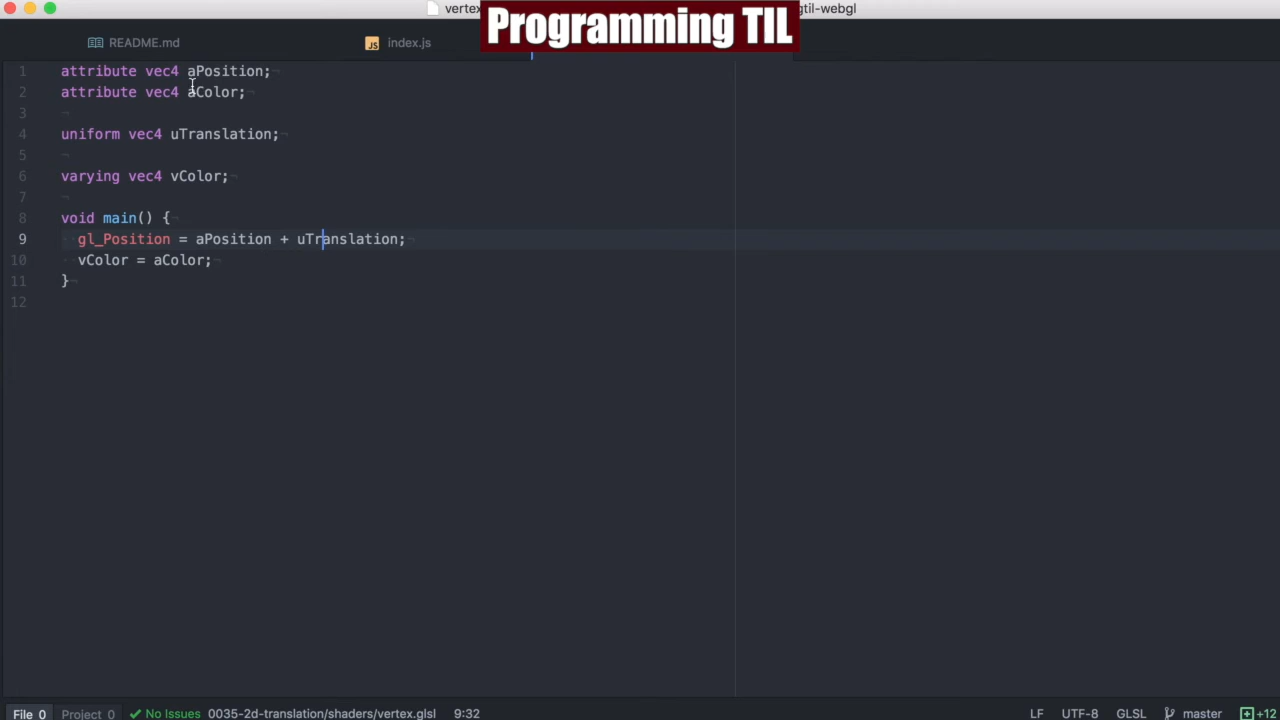 vertex
gtil-webgl
Programming TIL
README.md
JS
index.js
1 attribute vec4 aPosition;
2 attribute vec4 aColor;
3
4 uniform vec4 uTranslation;
5
6 varying vec4 vColor;
7
8 void main() {
9 gl_Position = aPosition + uTranslation;
10 vColor = aColor;
11 }
12
File 0 Project 0 ✓ No Issues 0035-2d-translation/shaders/vertex.glsl 9:32 LF UTF-8 GLSL master +12